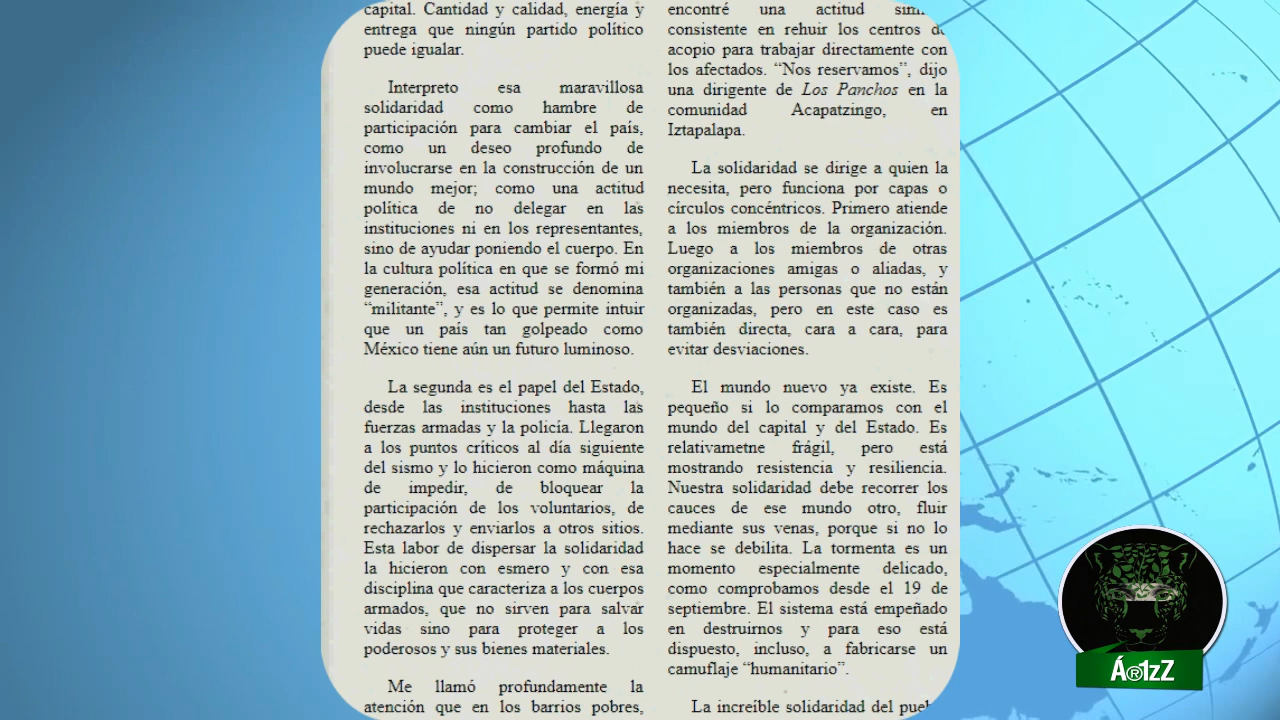 capital. Cantidad y calidad, energía y
entrega que ningún partido político
puede igualar.
Interpreto esa maravillosa
solidaridad como hambre de
participación para cambiar el país,
como un deseo profundo de
involucrarse en la construcción de un
mundo mejor; como una actitud
política de no delegar en las
instituciones ni en los representantes,
sino de ayudar poniendo el cuerpo. En
la cultura política en que se formó mi
generación, esa actitud se denomina
“militante”, y es lo que permite intuir
que un país tan golpeado como
México tiene aún un futuro luminoso.
La segunda es el papel del Estado,
desde las instituciones hasta las
fuerzas armadas y la policía. Llegaron
a los puntos críticos al día siguiente
del sismo y lo hicieron como máquina
de impedir, de bloquear la
participación de los voluntarios, de
rechazarlos y enviarlos a otros sitios.
Esta labor de dispersar la solidaridad
la hicieron con esmero y con esa
disciplina que caracteriza a los cuerpos
armados, que no sirven para salvar
vidas sino para proteger a los
poderosos y sus bienes materiales.
Me llamó profundamente la
atención que en los barrios pobres,
encontré una actitud
consistente en rehuir los centros de
acopio para trabajar directamente con
los afectados. “Nos reservamos”, dijo
una dirigente de Los Panchos en la
comunidad Acapatzingo, en
Iztapalapa.
La solidaridad se dirige a quien la
necesita, pero funciona por capas o
círculos concéntricos. Primero atiende
a los miembros de la organización.
Luego a los miembros de otras
organizaciones amigas o aliadas, y
también a las personas que no están
organizadas, pero en este caso es
también directa, cara a cara, para
evitar desviaciones.
El mundo nuevo ya existe. Es
pequeño si lo comparamos con el
mundo del capital y del Estado. Es
relativametne frágil, pero está
mostrando resistencia y resiliencia.
Nuestra solidaridad debe recorrer los
cauces de ese mundo otro, fluir
mediante sus venas, porque si no lo
hace se debilita. La tormenta es un
momento especialmente delicado,
como comprobamos desde el 19 de
septiembre. El sistema está empeñado
en destruirnos y para eso está
dispuesto, incluso, a fabricarse un
camuflaje “humanitario”.
La increíble solidaridad del
Á®1zZ